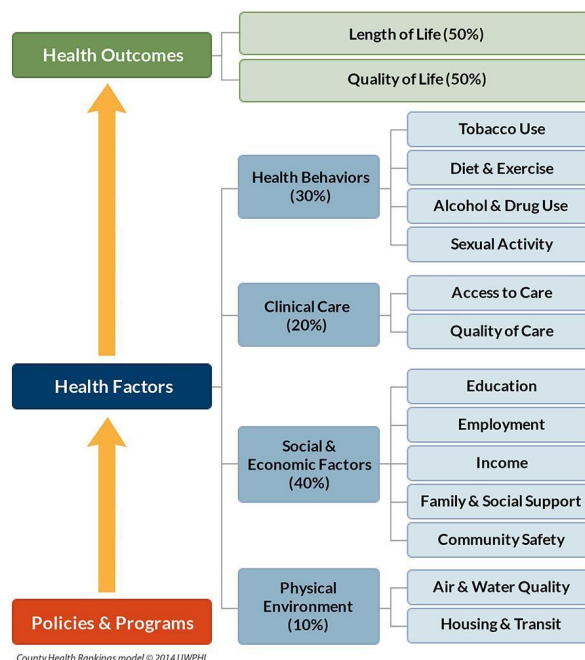 Health Outcomes
Length of Life (50%)
Quality of Life (50%)
Health Factors
Health Behaviors
(30%)
Tobacco Use
Diet & Exercise
Alcohol & Drug Use
Sexual Activity
Clinical Care
(20%)
Access to Care
Quality of Care
Social &
Economic Factors
(40%)
Education
Employment
Income
Family & Social Support
Community Safety
Physical
Environment
(10%)
Air & Water Quality
Housing & Transit
Policies & Programs
County Health Rankings model © 2014 UWPHI